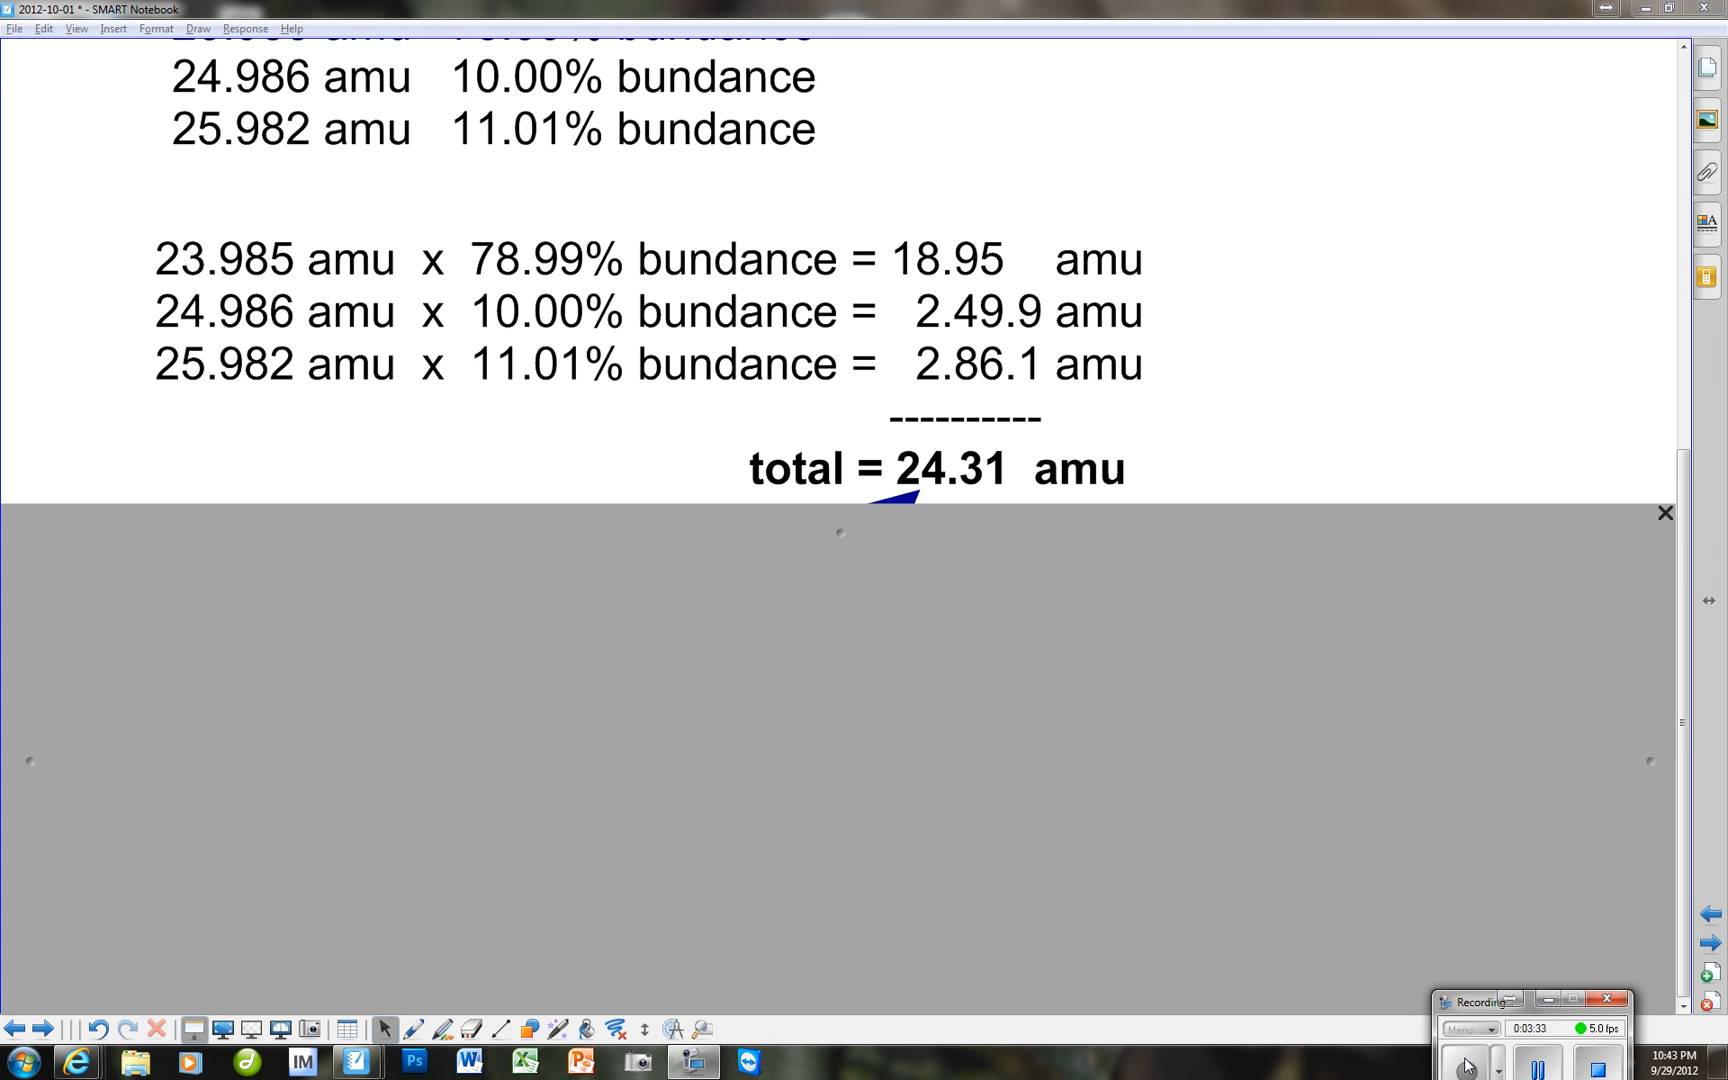 2012-10-01 * - SMART Notebook
File Edit View Insert Format Draw Response Help
24.986 amu 10.00% bundance
25.982 amu 11.01% bundance
23.985 amu x 78.99% bundance = 18.95 amu
24.986 amu x 10.00% bundance = 2.49.9 amu
25.982 amu x 11.01% bundance = 2.86.1 amu
----------
total = 24.31 amu
Recording
Menu 0:03:33 5.0 fps
IM Ps W X P
10:43 PM
9/29/2012